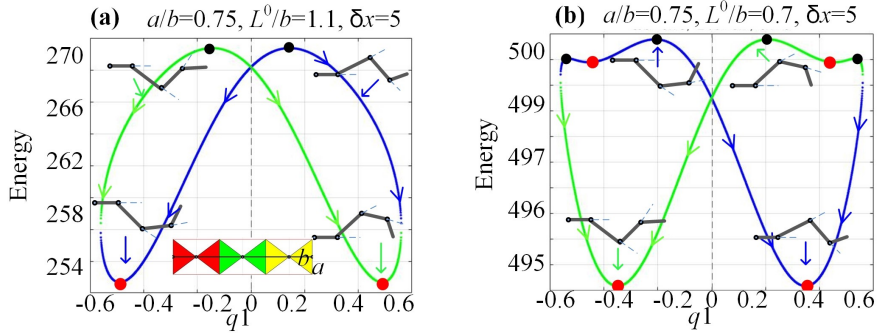 (a) a/b=0.75, L⁰/b=1.1, δx=5
Energy
270
266
262
258
254
-0.6 -0.4 -0.2 0 0.2 0.4 0.6
q1
b
a
(b) a/b=0.75, L⁰/b=0.7, δx=5
Energy
500
499
497
496
495
-0.6 -0.4 -0.2 0 0.2 0.4 0.6
q1